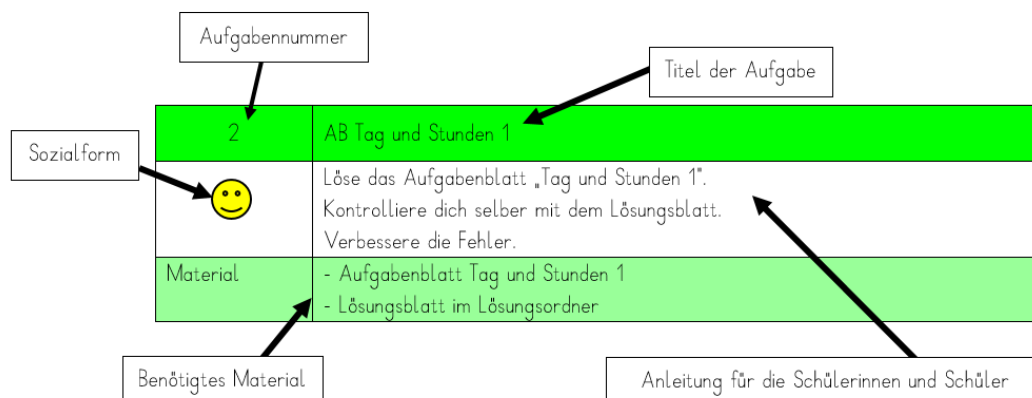 Aufgabennummer
Titel der Aufgabe
2
AB Tag und Stunden 1
Sozialform
Löse das Aufgabenblatt „Tag und Stunden 1".
Kontrolliere dich selber mit dem Lösungsblatt.
Verbessere die Fehler.
Material
- Aufgabenblatt Tag und Stunden 1
- Lösungsblatt im Lösungsordner
Benötigtes Material
Anleitung für die Schülerinnen und Schüler